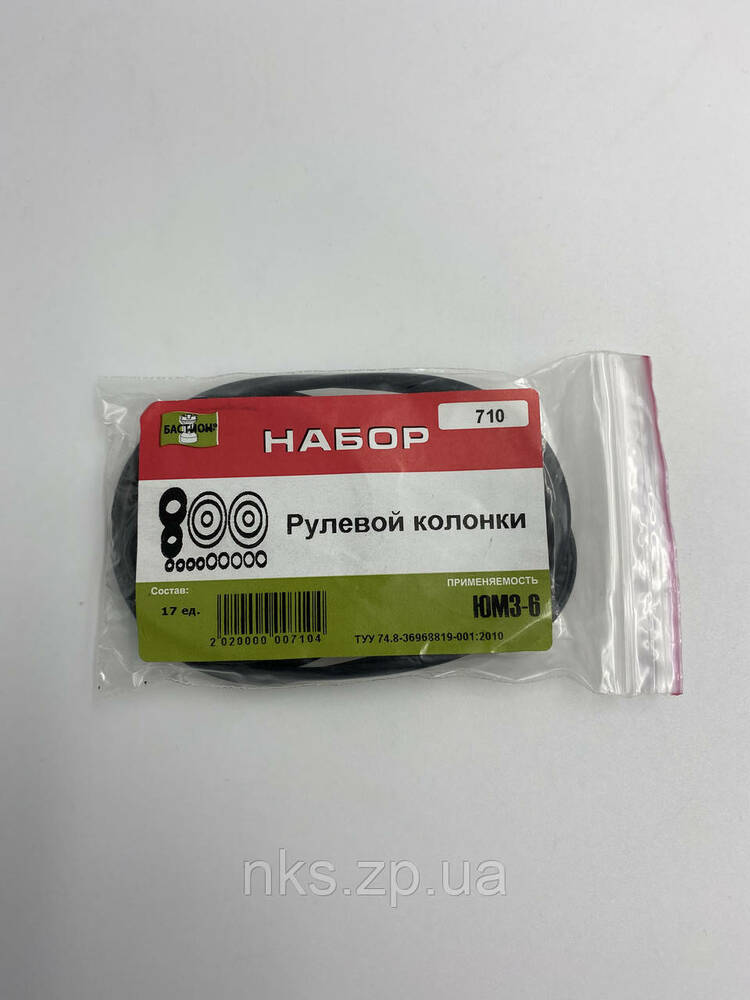 БАСТИОН®
НАБОР
710
Рулевой колонки
Состав:
17 ед.
2 020000 007104
ПРИМЕНЯЕМОСТЬ
ЮМЗ-6
ТУУ 74.8-36968819-001:2010
nks.zp.ua